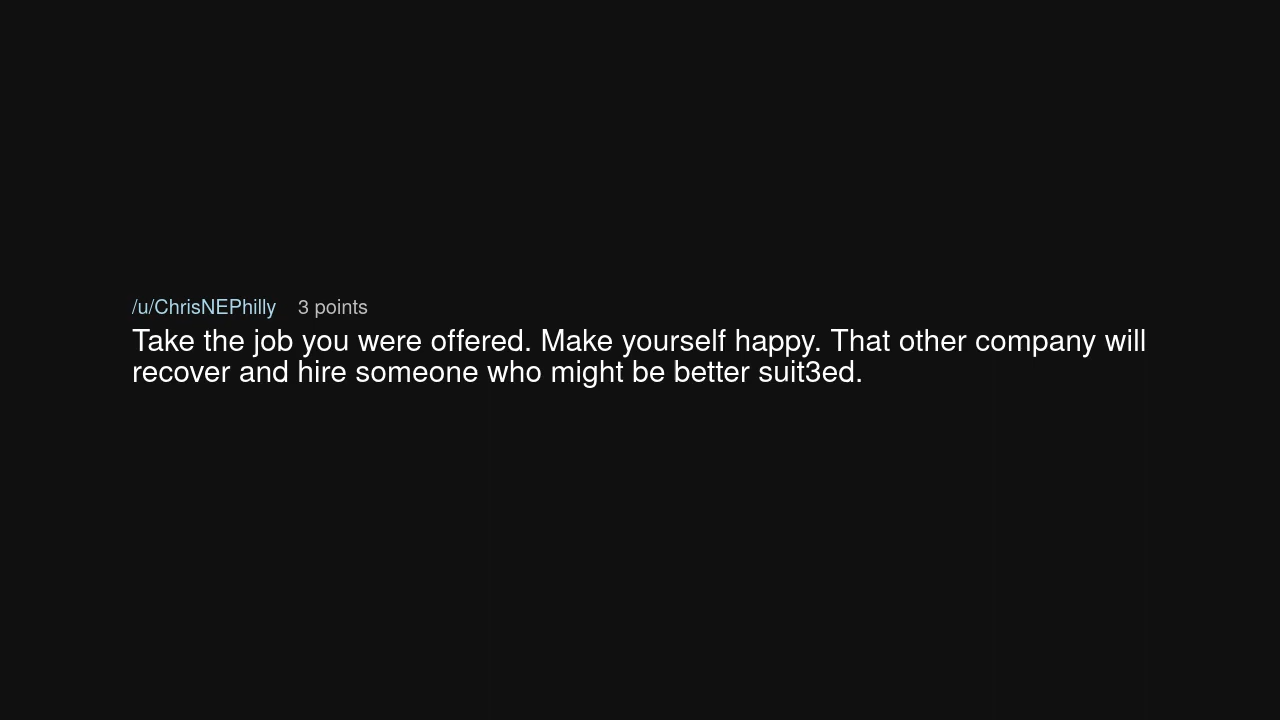 /u/ChrisNEPhilly 3 points
Take the job you were offered. Make yourself happy. That other company will
recover and hire someone who might be better suit3ed.